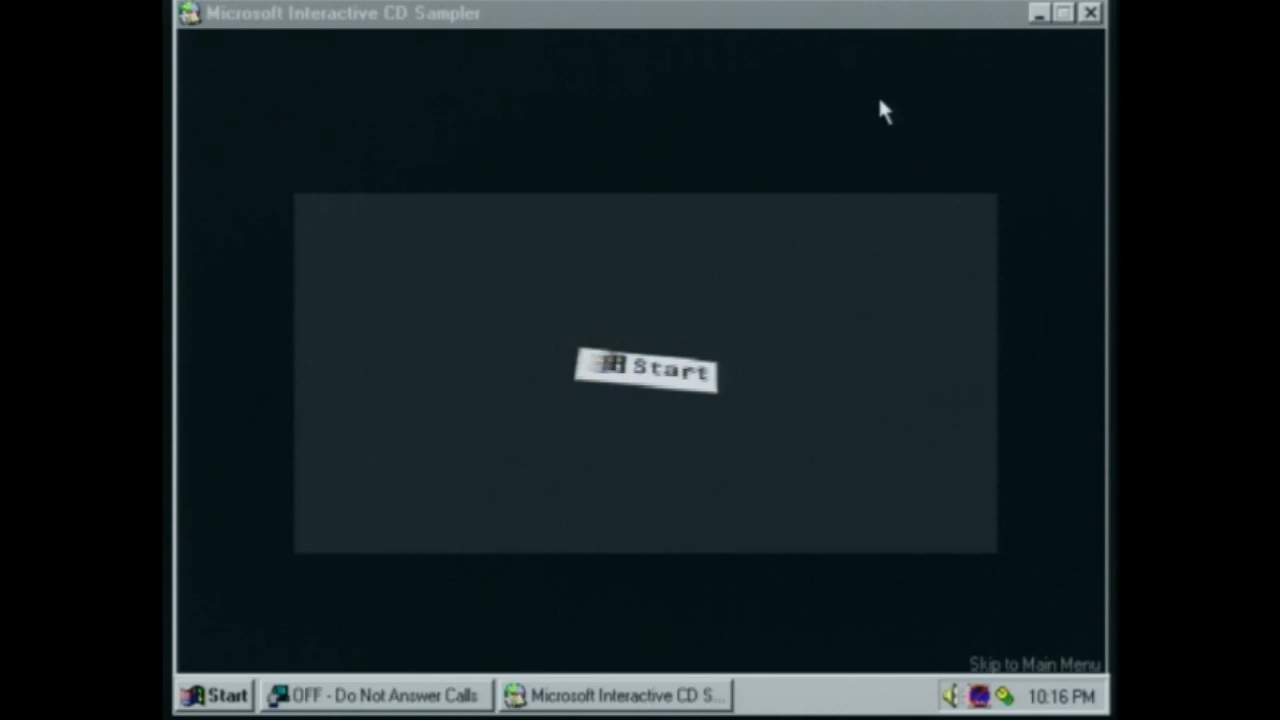 Microsoft Interactive CD Sampler
Start
Skip to Main Menu
Start
OFF - Do Not Answer Calls
Microsoft Interactive CD S...
10:16 PM